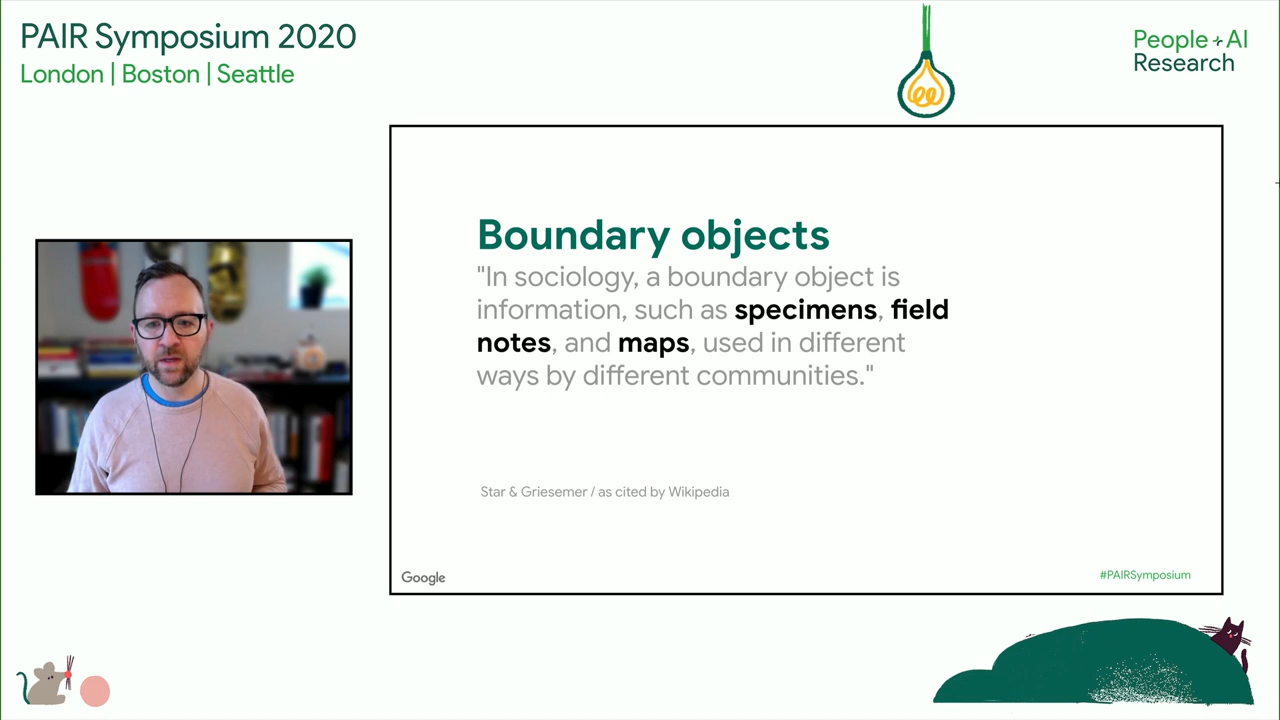 PAIR Symposium 2020
London | Boston | Seattle
People + AI
Research
Boundary objects
"In sociology, a boundary object is
information, such as specimens, field
notes, and maps, used in different
ways by different communities."
Star & Griesemer / as cited by Wikipedia
Google
#PAIRSymposium